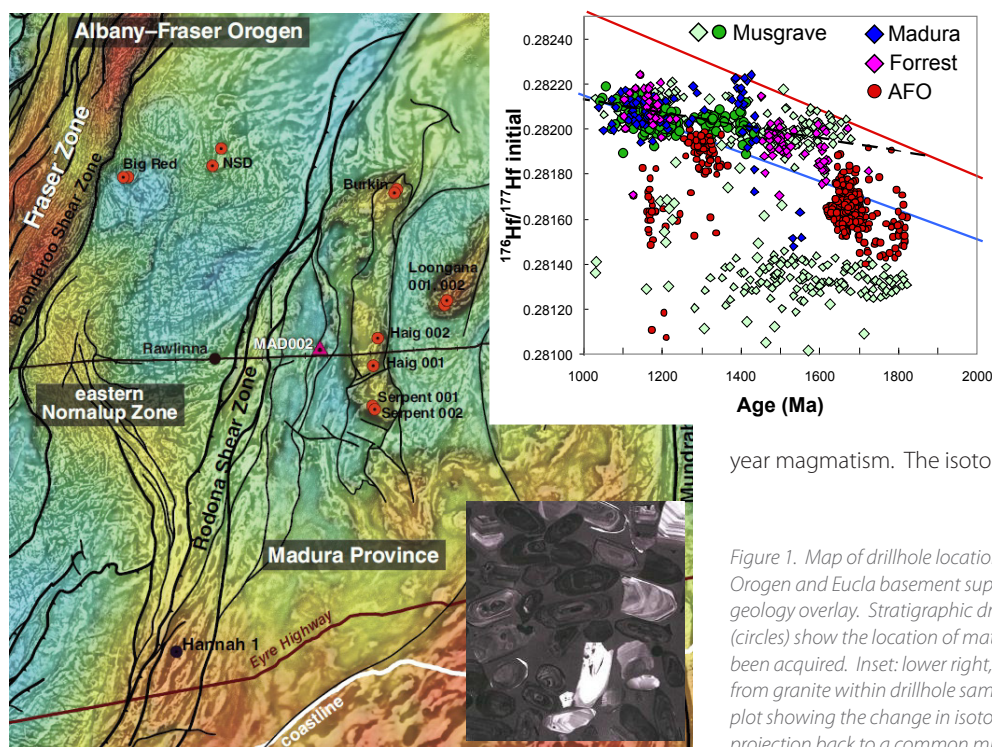 Albany–Fraser Orogen
Fraser Zone
Boonderoo Shear Zone
Big Red
NSD
Burkin
Loongana
001, 002
Haig 002
MAD002
Rawlinna
Haig 001
eastern
Nornalup Zone
Serpent 001
Serpent 002
Rodona Shear Zone
Mundrab
Madura Province
Hannah 1
Eyre Highway
coastline
Musgrave
Madura
Forrest
AFO
176Hf/177Hf initial
0.28240
0.28220
0.28200
0.28180
0.28160
0.28140
0.28120
0.28100
1000 1200 1400 1600 1800 2000
Age (Ma)
year magmatism. The isoto
Figure 1. Map of drillhole location
Orogen and Eucla basement sup
geology overlay. Stratigraphic dr
(circles) show the location of mat
been acquired. Inset: lower right,
from granite within drillhole sam
plot showing the change in isoto
projection back to a common m